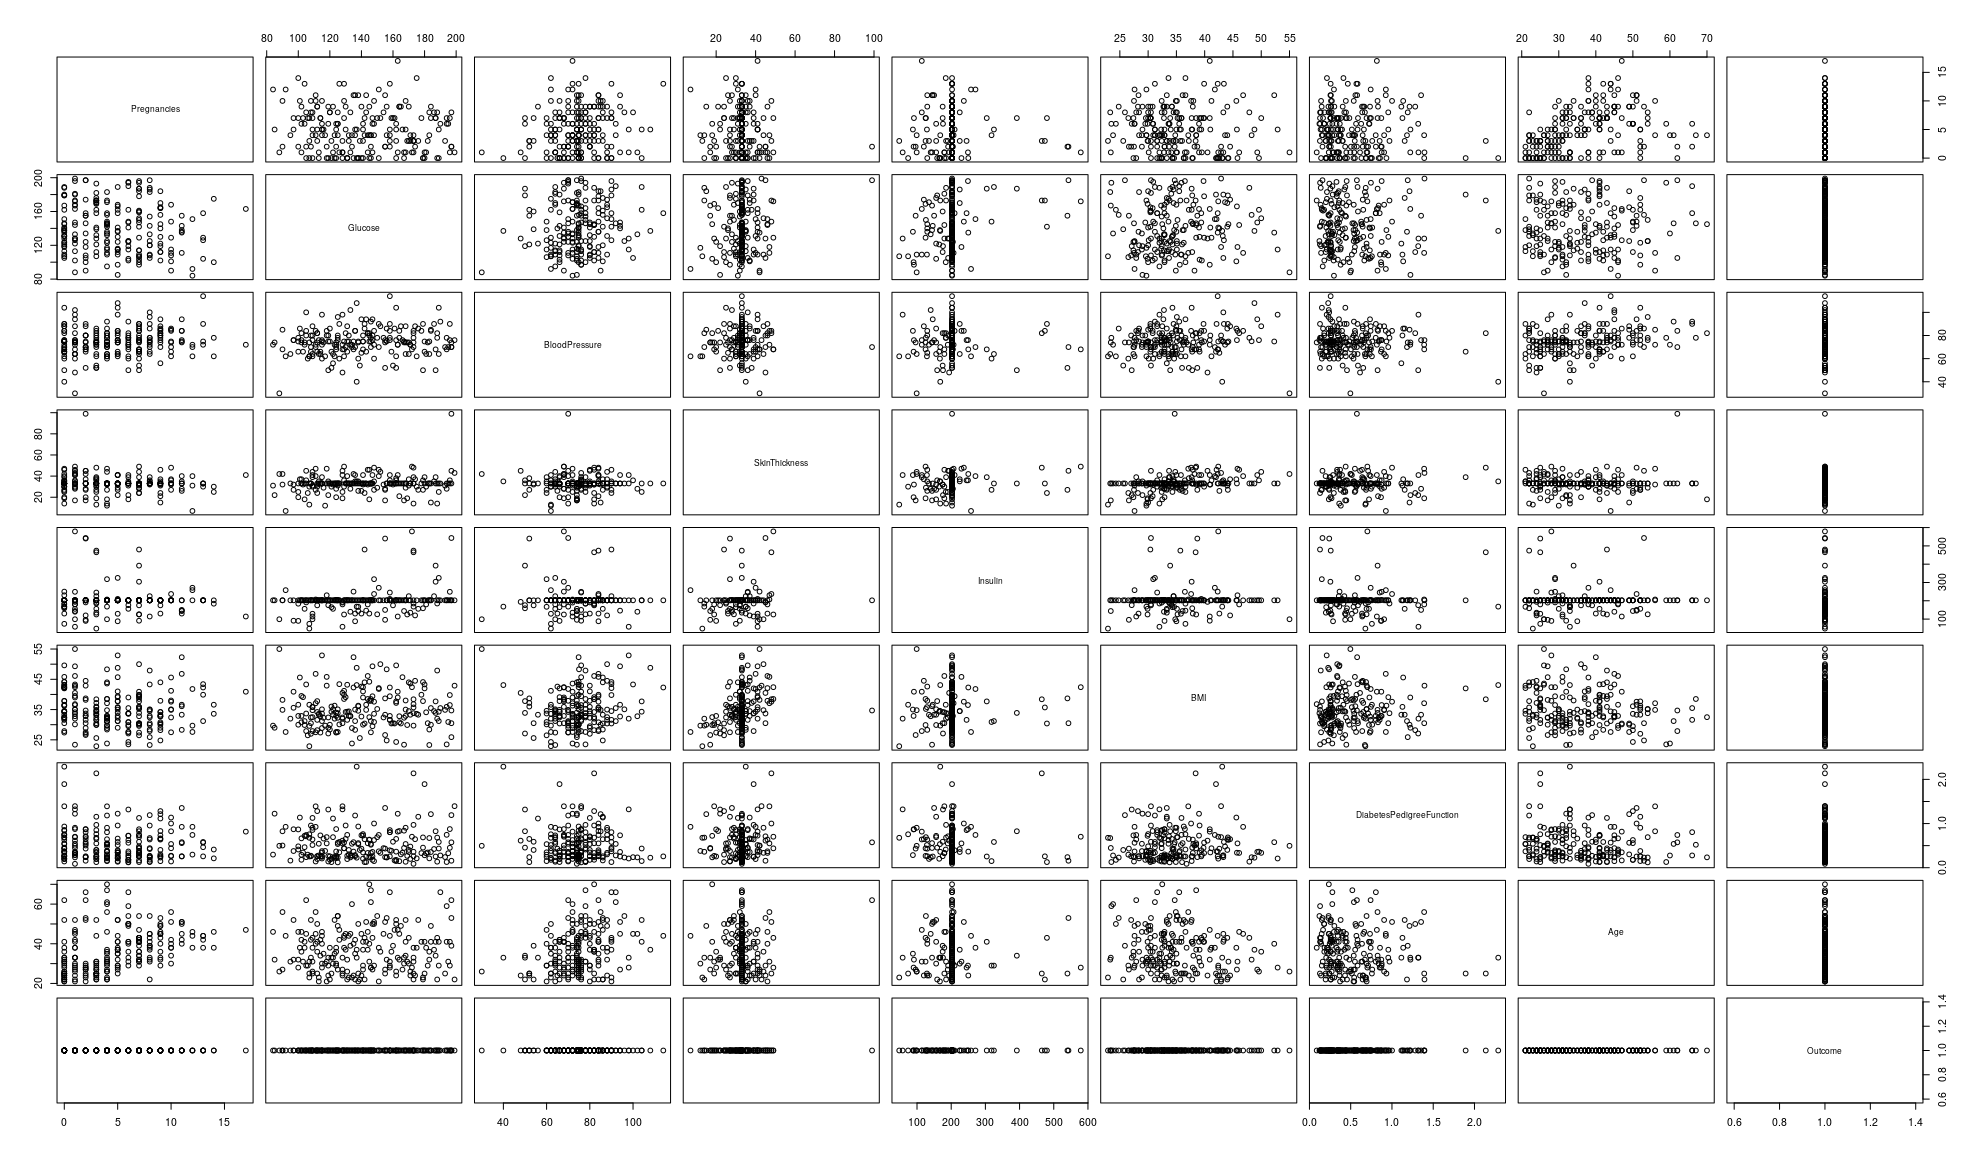 80 100 120 140 160 180 200
20 40 60 80 100
25 30 35 40 45 50 55
20 30 40 50 60 70
Pregnancies
0 5 10 15
80 120 160 200
Glucose
BloodPressure
40 60 80
20 40 60 80
SkinThickness
Insulin
100 300 500
25 35 45 55
BMI
DiabetesPedigreeFunction
0.0 1.0 2.0
20 40 60
Age
Outcome
0.6 0.8 1.0 1.2 1.4
0 5 10 15
40 60 80 100
100 200 300 400 500 600
0.0 0.5 1.0 1.5 2.0
0.6 0.8 1.0 1.2 1.4